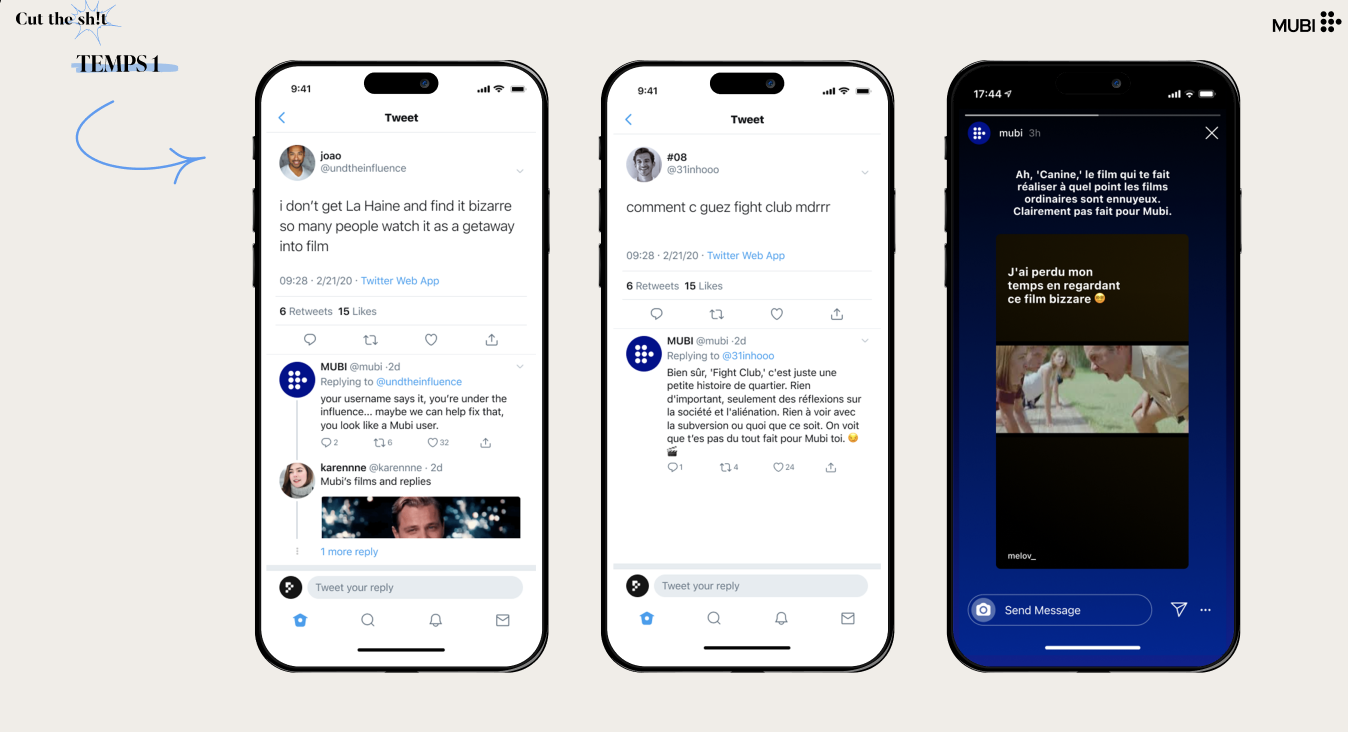 Cut the sh!t
TEMPS 1
MUBI
9:41
Tweet
joao
@undtheinfluence
i don't get La Haine and find it bizarre
so many people watch it as a getaway
into film
09:28 · 2/21/20 · Twitter Web App
6 Retweets 15 Likes
MUBI @mubi ·2d
Replying to @undtheinfluence
your username says it, you're under the
influence... maybe we can help fix that,
you look like a Mubi user.
2 6 32
karennne @karennne · 2d
Mubi's films and replies
1 more reply
Tweet your reply
9:41
Tweet
#08
@31inhooo
comment c guez fight club mdrrr
09:28 · 2/21/20 · Twitter Web App
6 Retweets 15 Likes
MUBI @mubi ·2d
Replying to @31inhooo
Bien sûr, 'Fight Club,' c'est juste une
petite histoire de quartier. Rien
d'important, seulement des réflexions sur
la société et l'aliénation. Rien à voir avec
la subversion ou quoi que ce soit. On voit
que t'es pas du tout fait pour Mubi toi. 😏
🎬
1 4 24
Tweet your reply
17:44
mubi 3h
Ah, 'Canine,' le film qui te fait
réaliser à quel point les films
ordinaires sont ennuyeux.
Clairement pas fait pour Mubi.
J'ai perdu mon
temps en regardant
ce film bizzare 😒
melov_
Send Message